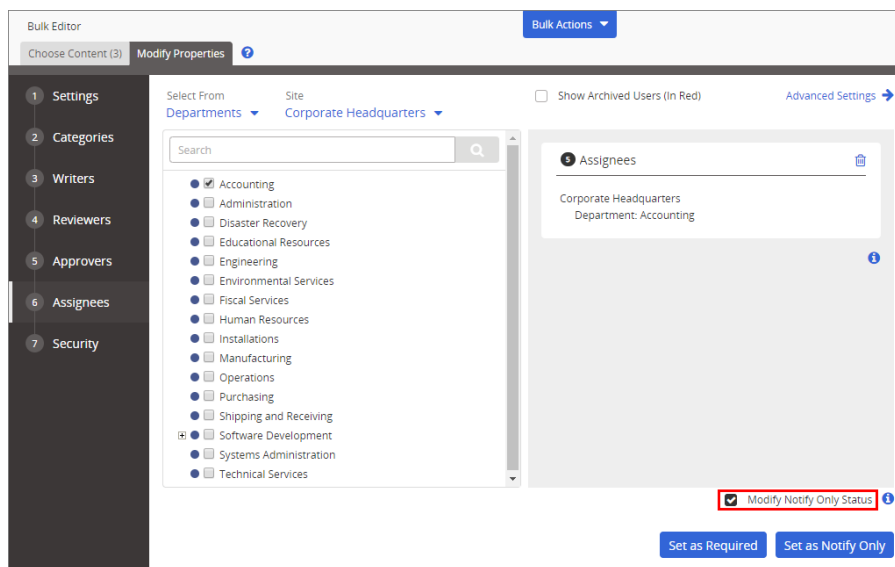 Bulk Editor
Bulk Actions
Choose Content (3)
Modify Properties
?
1 Settings
2 Categories
3 Writers
4 Reviewers
5 Approvers
6 Assignees
7 Security
Select From
Site
Departments
Corporate Headquarters
Show Archived Users (In Red)
Advanced Settings
Search
Accounting
Administration
Disaster Recovery
Educational Resources
Engineering
Environmental Services
Fiscal Services
Human Resources
Installations
Manufacturing
Operations
Purchasing
Shipping and Receiving
Software Development
Systems Administration
Technical Services
5 Assignees
Corporate Headquarters
Department: Accounting
i
Modify Notify Only Status i
Set as Required
Set as Notify Only